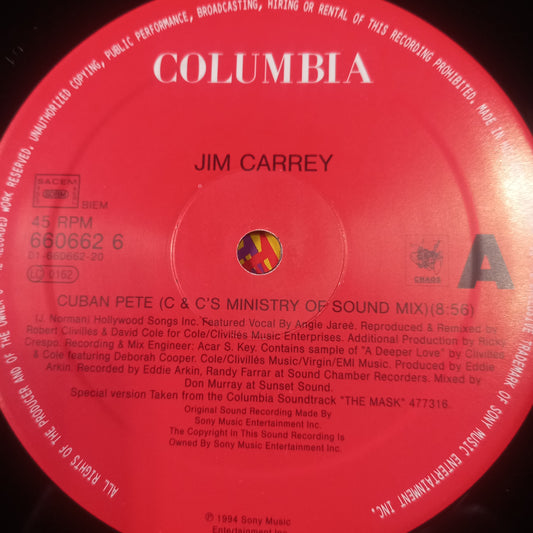 UNAUTHORIZED COPYING, PUBLIC PERFORMANCE, BROADCASTING, HIRING OR RENTAL OF THIS RECORDING PROHIBITED. MADE IN
COLUMBIA
JIM CARREY
SACEM
BIEM
45 RPM
660662 6
01-660662-20
LC 0162
CHAOS
A
CUBAN PETE (C & C'S MINISTRY OF SOUND MIX)(8:56)
(J. Norman) Hollywood Songs Inc. Featured Vocal By Angie Jareé. Reproduced & Remixed by
Robert Clivillés & David Cole for Cole/Clivillés Music Enterprises. Additional Production by Ricky
Crespo. Recording & Mix Engineer: Acar S. Key. Contains sample of "A Deeper Love" by Clivillés
& Cole featuring Deborah Cooper. Cole/Clivillés Music/Virgin/EMI Music. Produced by Eddie
Arkin. Recorded by Eddie Arkin, Randy Farrar at Sound Chamber Recorders. Mixed by
Don Murray at Sunset Sound.
Special version Taken from the Columbia Soundtrack "THE MASK" 477316.
Original Sound Recording Made By
Sony Music Entertainment Inc.
The Copyright in This Sound Recording Is
Owned By Sony Music Entertainment Inc.
℗ 1994 Sony Music
ALL RIGHTS OF THE PRODUCER AND OF THE OWNER
RECORDED WORK RESERVED.
TRADEMARK OF SONY MUSIC ENTERTAINMENT INC.